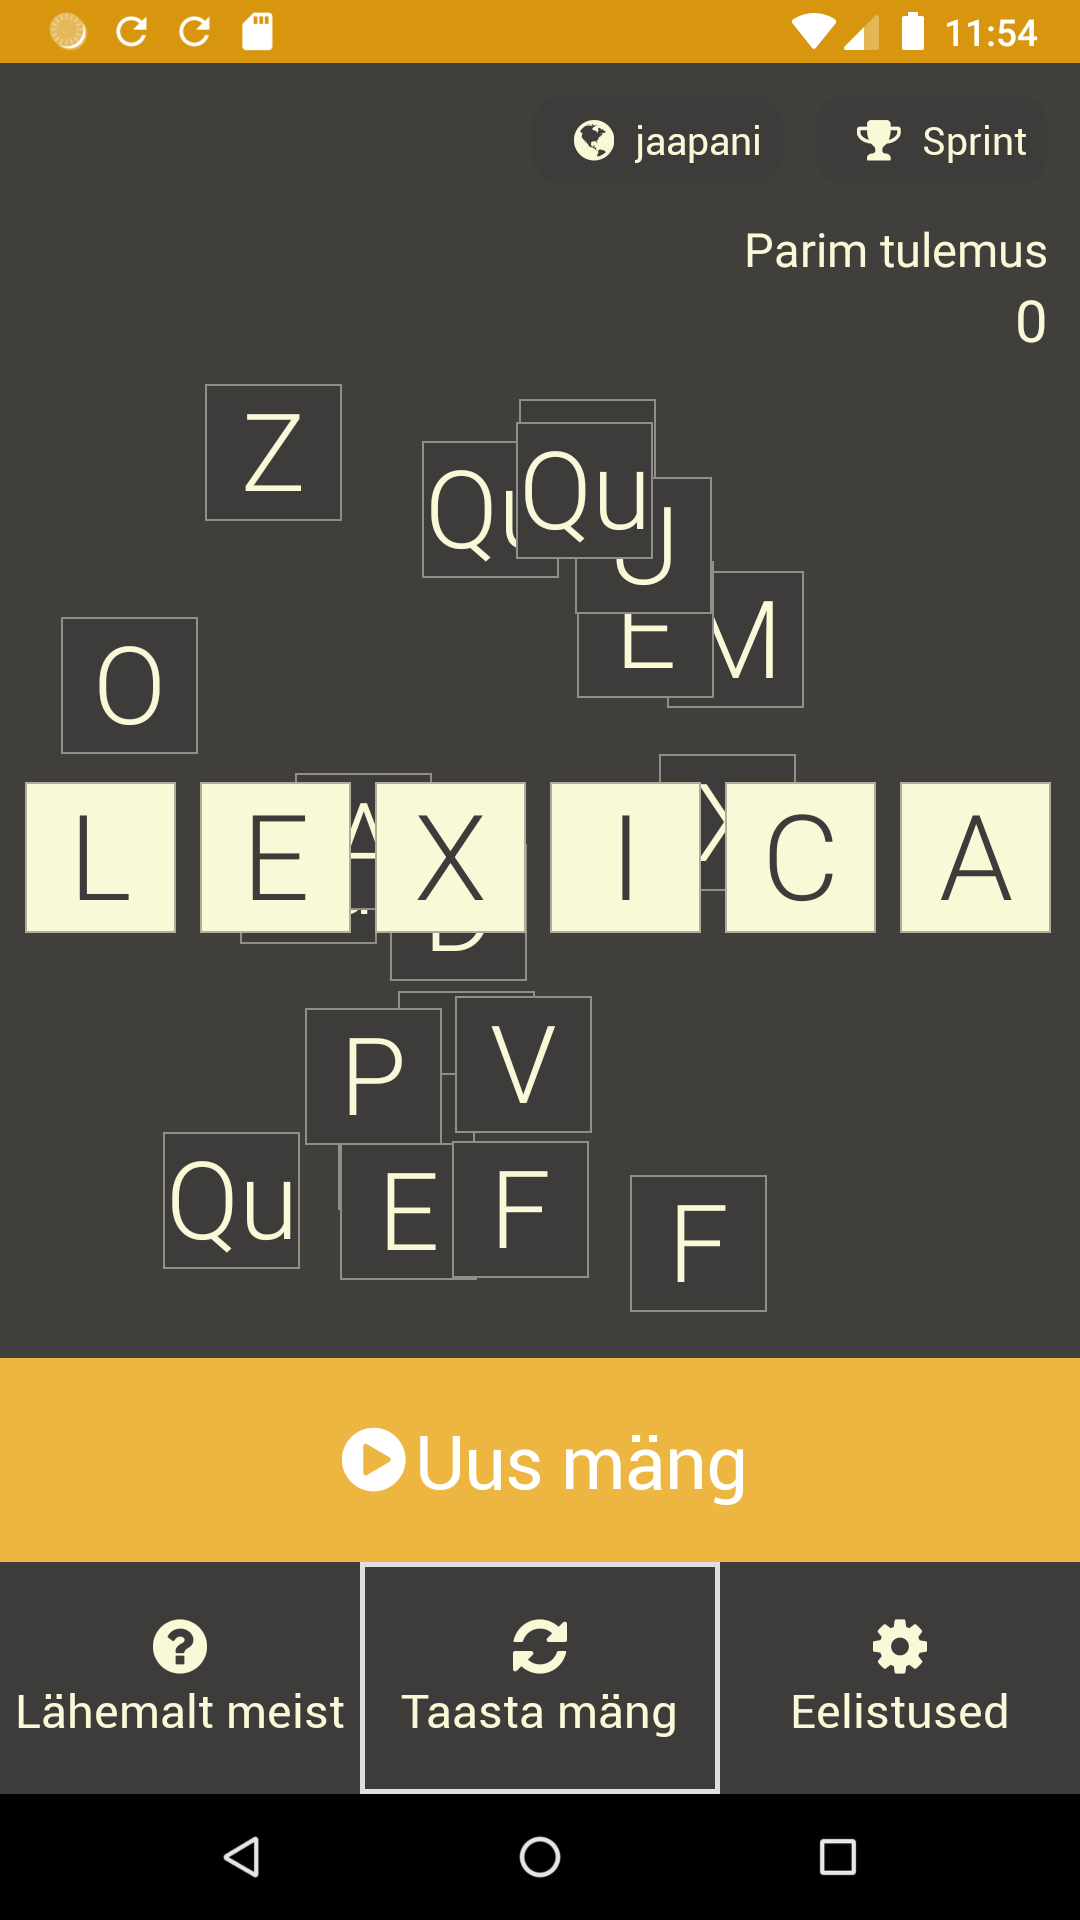 11:54
jaapani
Sprint
Parim tulemus
0
Z
Qu
Qu
J
E
M
O
A
X
L E X I C A
D
P
V
Qu
E
F
F
Uus mäng
Lähemalt meist
Taasta mäng
Eelistused